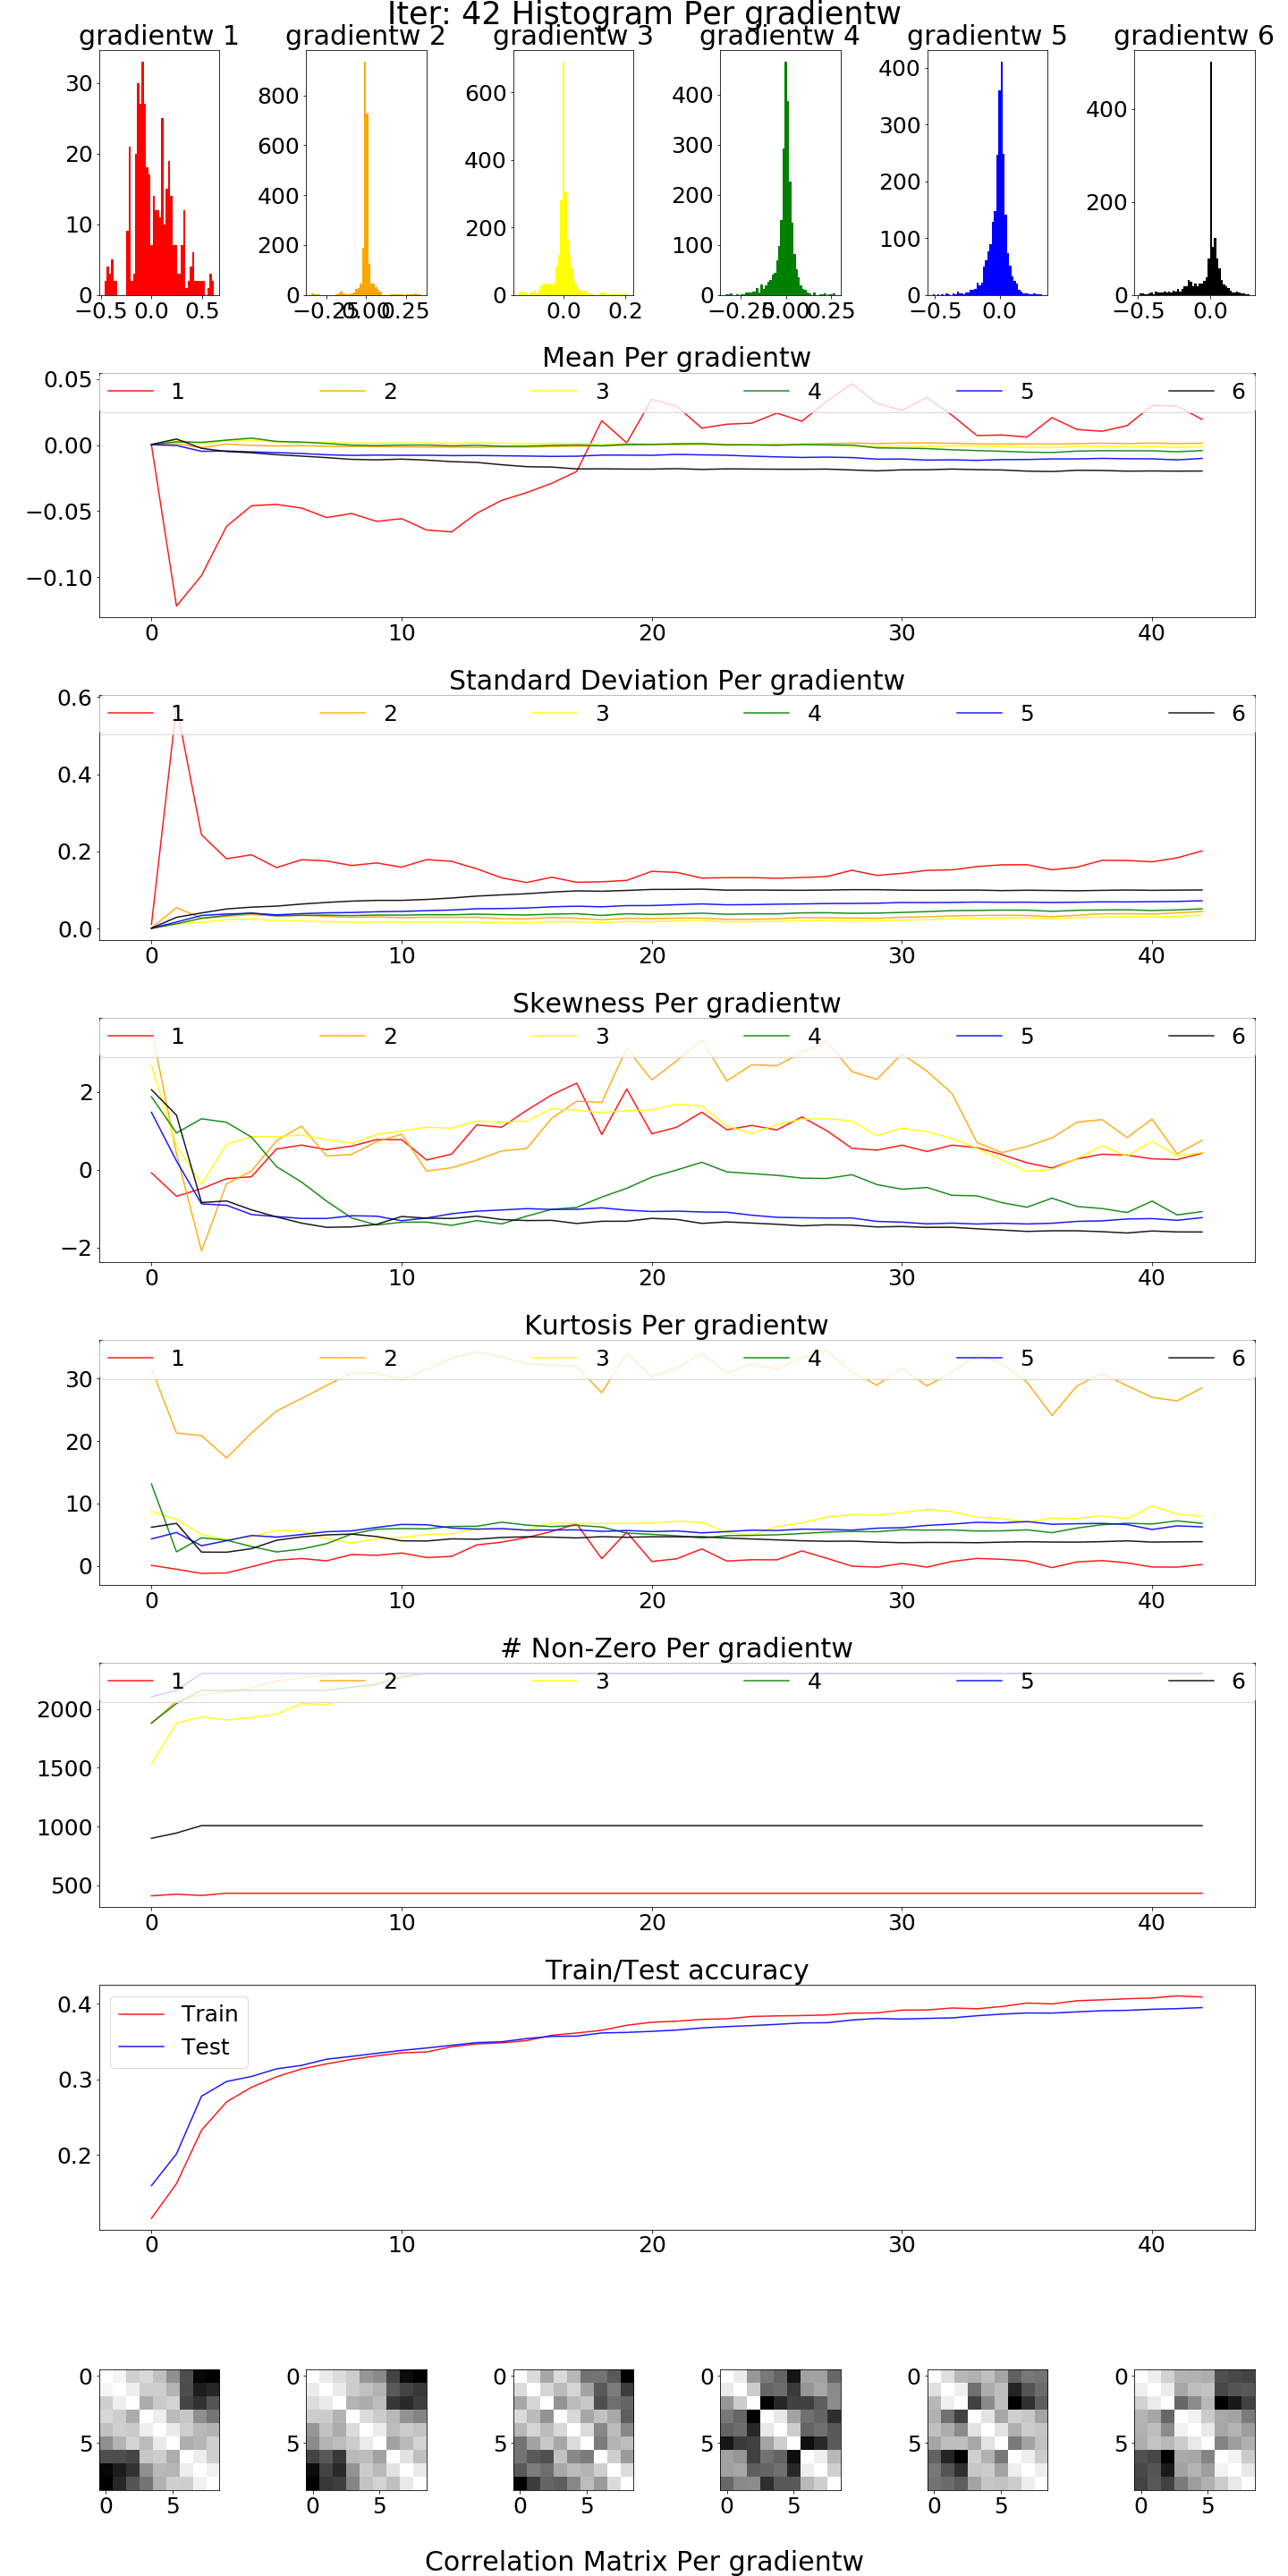 Iter: 42 Histogram Per gradientw
gradientw 1 gradientw 2 gradientw 3 gradientw 4 gradientw 5 gradientw 6
30
20
10
0
−0.5 0.0 0.5
800
600
400
200
0
−0.25 0.00 0.25
600
400
200
0
0.0 0.2
400
300
200
100
0
−0.25 0.00 0.25
400
300
200
100
0
−0.5 0.0
400
200
0
−0.5 0.0
Mean Per gradientw
1 2 3 4 5 6
0.05
0.00
−0.05
−0.10
0 10 20 30 40
Standard Deviation Per gradientw
1 2 3 4 5 6
0.6
0.4
0.2
0.0
0 10 20 30 40
Skewness Per gradientw
1 2 3 4 5 6
2
0
−2
0 10 20 30 40
Kurtosis Per gradientw
1 2 3 4 5 6
30
20
10
0
0 10 20 30 40
# Non-Zero Per gradientw
1 2 3 4 5 6
2000
1500
1000
500
0 10 20 30 40
Train/Test accuracy
Train
Test
0.4
0.3
0.2
0 10 20 30 40
0
5
0 5
0
5
0 5
0
5
0 5
0
5
0 5
0
5
0 5
0
5
0 5
Correlation Matrix Per gradientw